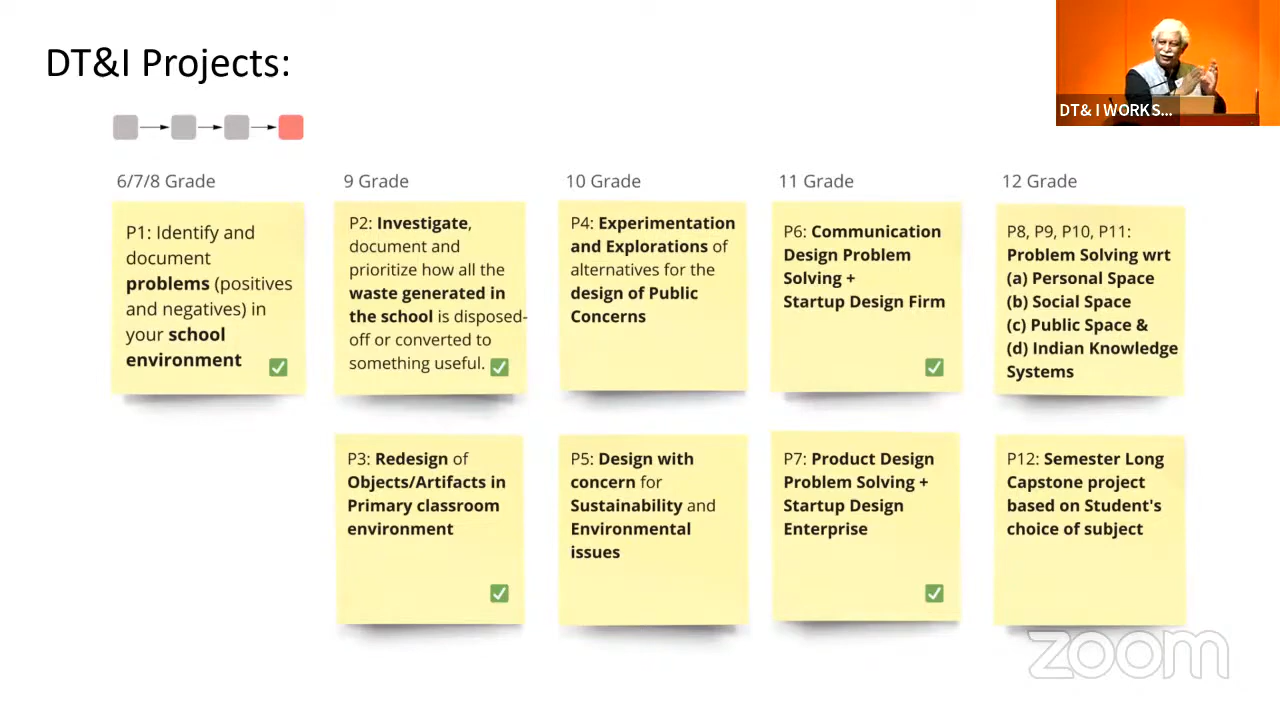 DT&I Projects:
DT& I WORKS...
6/7/8 Grade
P1: Identify and
document
problems (positives
and negatives) in
your school
environment
9 Grade
P2: Investigate,
document and
prioritize how all the
waste generated in
the school is disposed-
off or converted to
something useful.
10 Grade
P4: Experimentation
and Explorations of
alternatives for the
design of Public
Concerns
11 Grade
P6: Communication
Design Problem
Solving +
Startup Design Firm
12 Grade
P8, P9, P10, P11:
Problem Solving wrt
(a) Personal Space
(b) Social Space
(c) Public Space &
(d) Indian Knowledge
Systems
P3: Redesign of
Objects/Artifacts in
Primary classroom
environment
P5: Design with
concern for
Sustainability and
Environmental
issues
P7: Product Design
Problem Solving +
Startup Design
Enterprise
P12: Semester Long
Capstone project
based on Student's
choice of subject
zoom